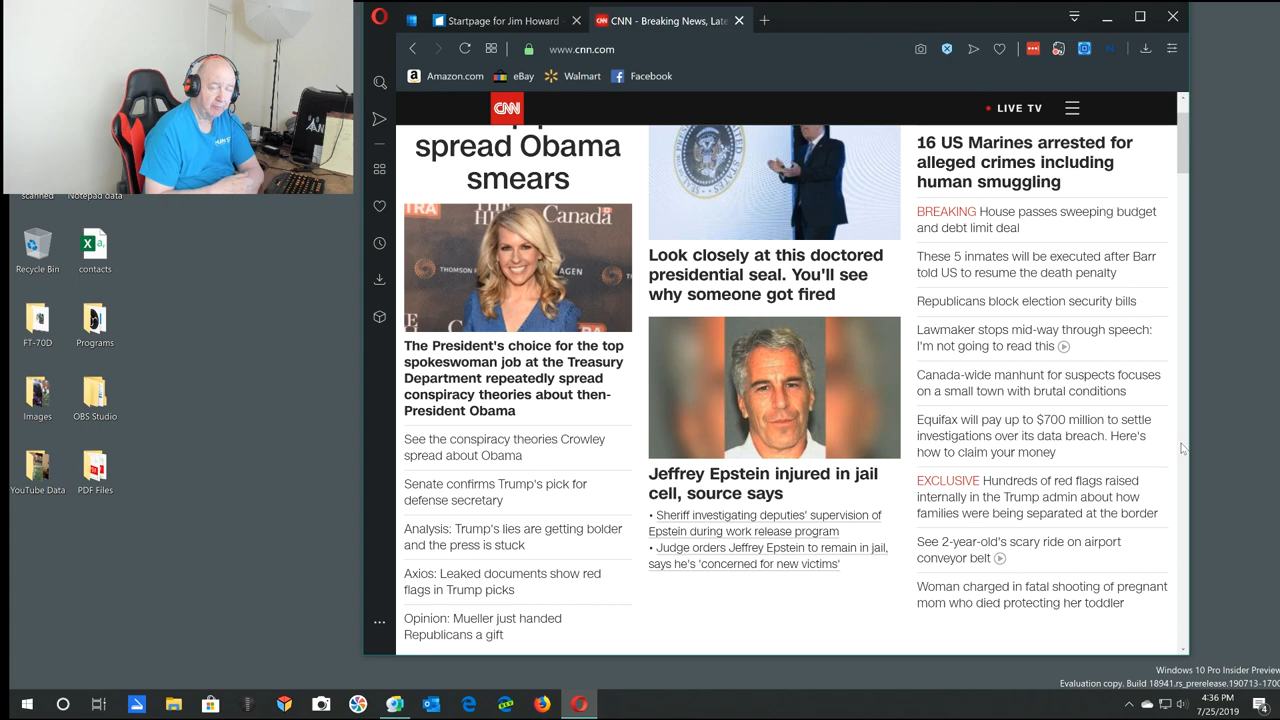 Startpage for Jim Howard
CNN - Breaking News, Late
www.cnn.com
Amazon.com
eBay
Walmart
Facebook
CNN
LIVE TV
spread Obama
smears
Canada
THOMSON
The President's choice for the top
spokeswoman job at the Treasury
Department repeatedly spread
conspiracy theories about then-
President Obama
See the conspiracy theories Crowley
spread about Obama
Senate confirms Trump's pick for
defense secretary
Analysis: Trump's lies are getting bolder
and the press is stuck
Axios: Leaked documents show red
flags in Trump picks
Opinion: Mueller just handed
Republicans a gift
Look closely at this doctored
presidential seal. You'll see
why someone got fired
Jeffrey Epstein injured in jail
cell, source says
• Sheriff investigating deputies' supervision of
Epstein during work release program
• Judge orders Jeffrey Epstein to remain in jail,
says he's 'concerned for new victims'
16 US Marines arrested for
alleged crimes including
human smuggling
BREAKING House passes sweeping budget
and debt limit deal
These 5 inmates will be executed after Barr
told US to resume the death penalty
Republicans block election security bills
Lawmaker stops mid-way through speech:
I'm not going to read this
Canada-wide manhunt for suspects focuses
on a small town with brutal conditions
Equifax will pay up to $700 million to settle
investigations over its data breach. Here's
how to claim your money
EXCLUSIVE Hundreds of red flags raised
internally in the Trump admin about how
families were being separated at the border
See 2-year-old's scary ride on airport
conveyor belt
Woman charged in fatal shooting of pregnant
mom who died protecting her toddler
scanned
Notepad data
Recycle Bin
contacts
FT-70D
Programs
Images
OBS Studio
YouTube Data
PDF Files
Windows 10 Pro Insider Preview
Evaluation copy. Build 18941.rs_prerelease.190713-1700
4:36 PM
7/25/2019